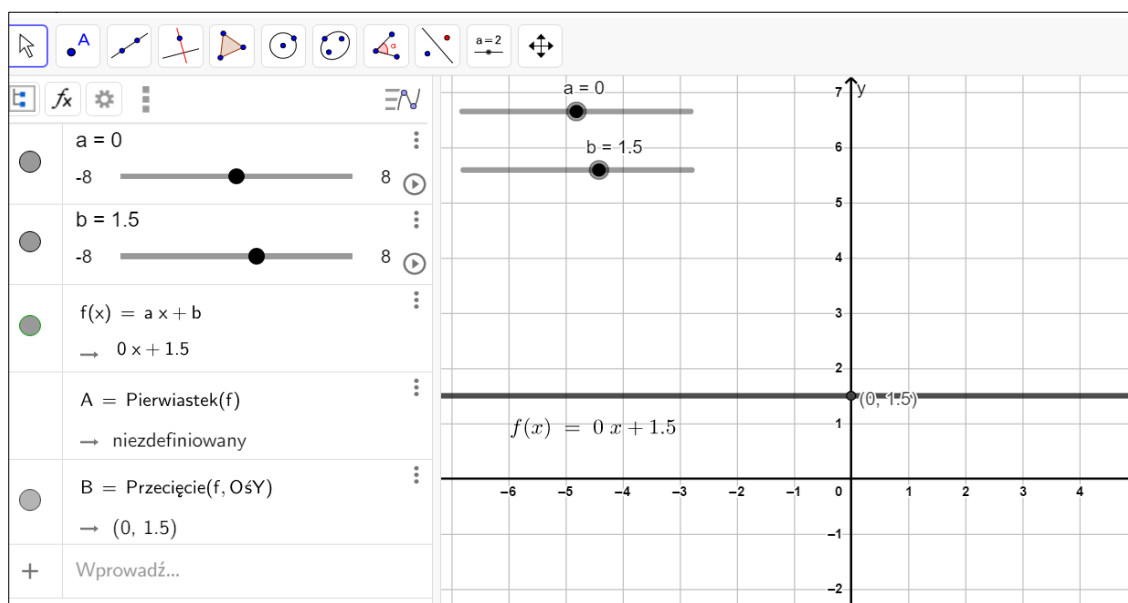 A
α
a=2
fx
a = 0
-8
8
b = 1.5
-8
8
f(x) = a x + b
→ 0 x + 1.5
A = Pierwiastek(f)
→ niezdefiniowany
B = Przecięcie(f, OśY)
→ (0, 1.5)
+ Wprowadź...
a = 0
b = 1.5
y
7
6
5
4
3
2
(0, 1.5)
1
f(x) = 0 x + 1.5
−6 −5 −4 −3 −2 −1 0 1 2 3 4
−1
−2